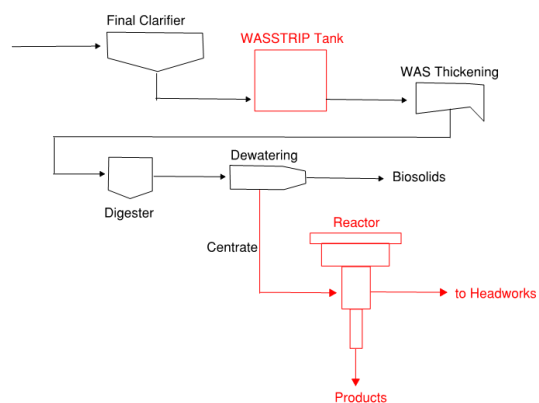 Final Clarifier
WASSTRIP Tank
WAS Thickening
Dewatering
Biosolids
Digester
Reactor
Centrate
to Headworks
Products